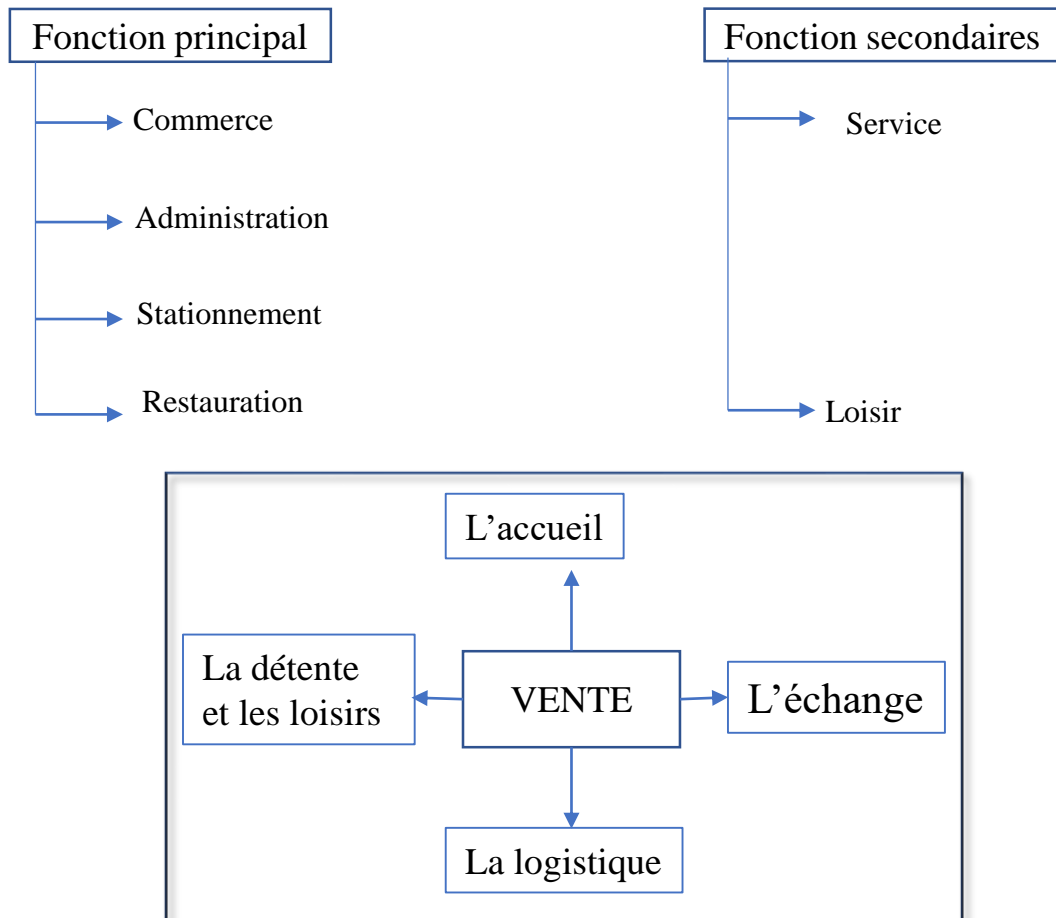 Fonction principal
Commerce
Administration
Stationnement
Restauration
Fonction secondaires
Service
Loisir
L’accueil
La détente
et les loisirs
VENTE
L’échange
La logistique